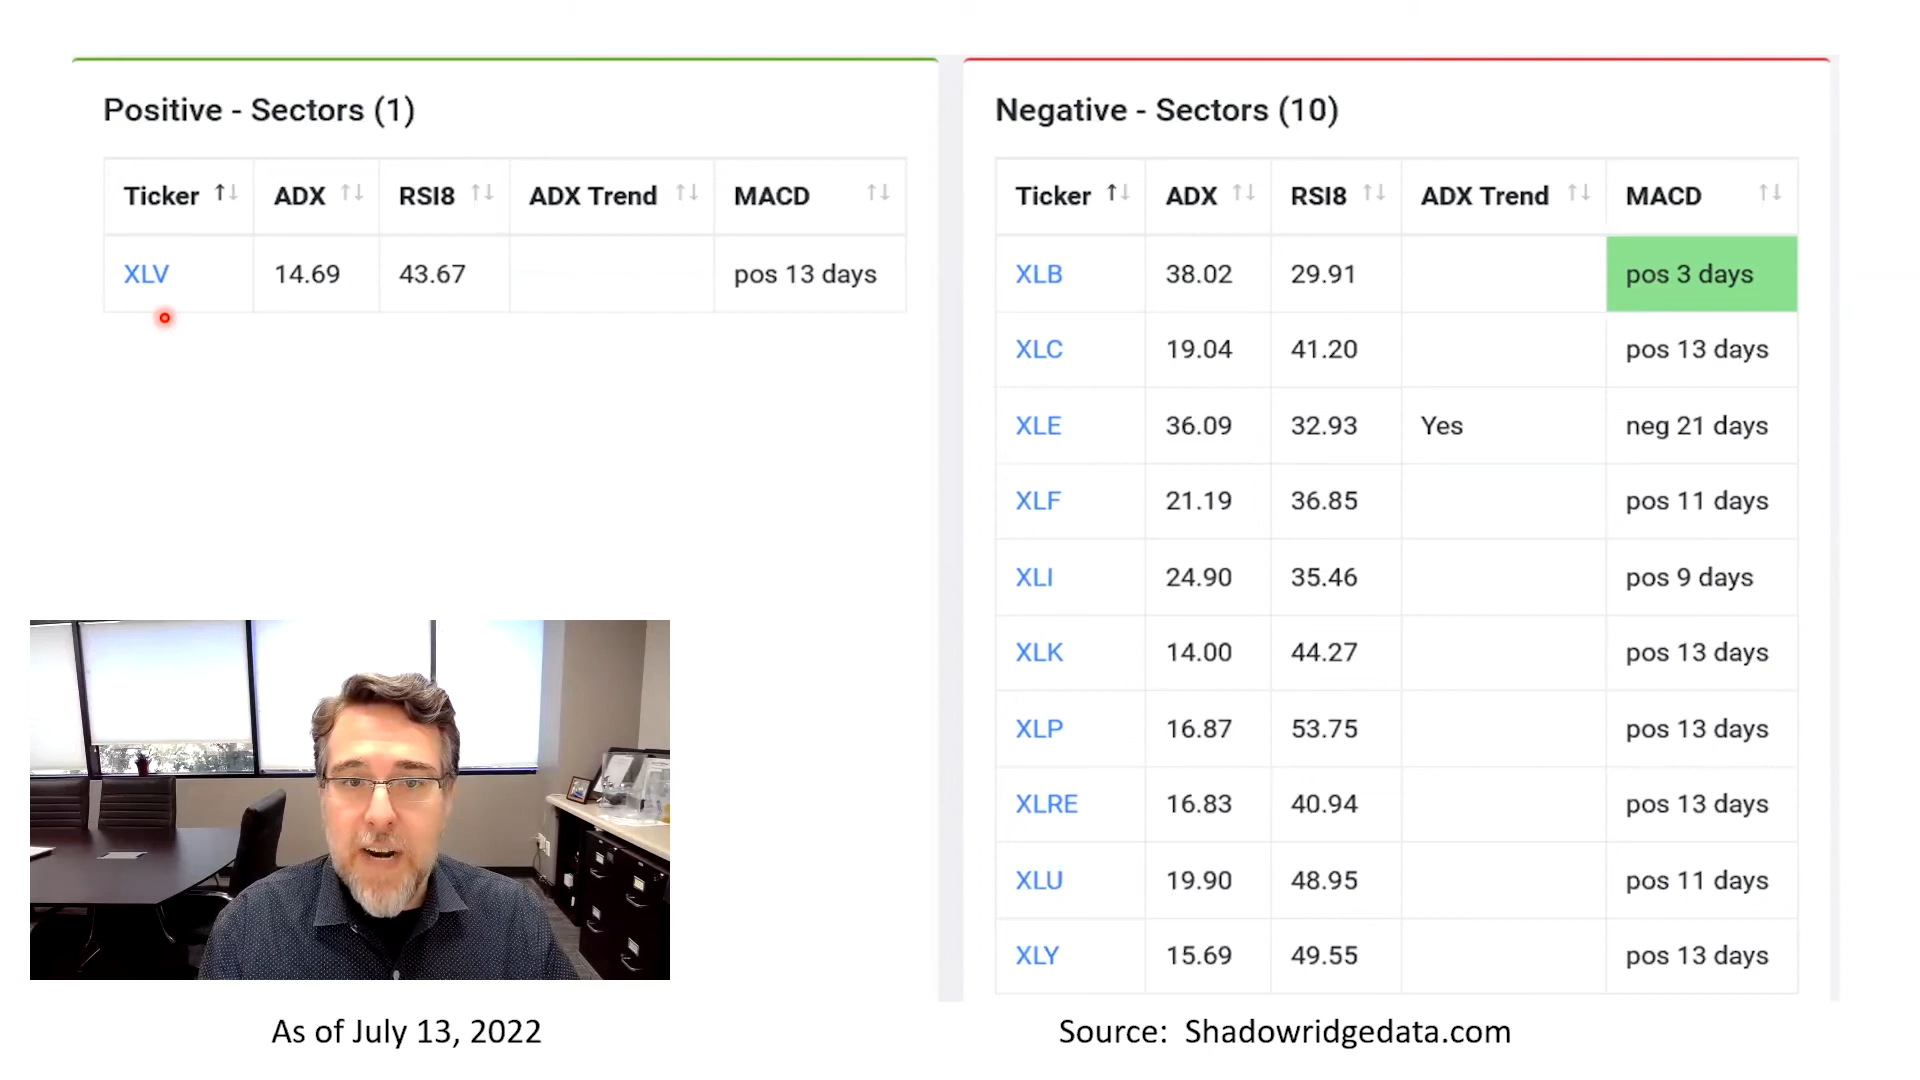 Positive - Sectors (1)
Ticker ADX RSI8 ADX Trend MACD
XLV 14.69 43.67 pos 13 days
Negative - Sectors (10)
Ticker ADX RSI8 ADX Trend MACD
XLB 38.02 29.91 pos 3 days
XLC 19.04 41.20 pos 13 days
XLE 36.09 32.93 Yes neg 21 days
XLF 21.19 36.85 pos 11 days
XLI 24.90 35.46 pos 9 days
XLK 14.00 44.27 pos 13 days
XLP 16.87 53.75 pos 13 days
XLRE 16.83 40.94 pos 13 days
XLU 19.90 48.95 pos 11 days
XLY 15.69 49.55 pos 13 days
As of July 13, 2022
Source: Shadowridgedata.com